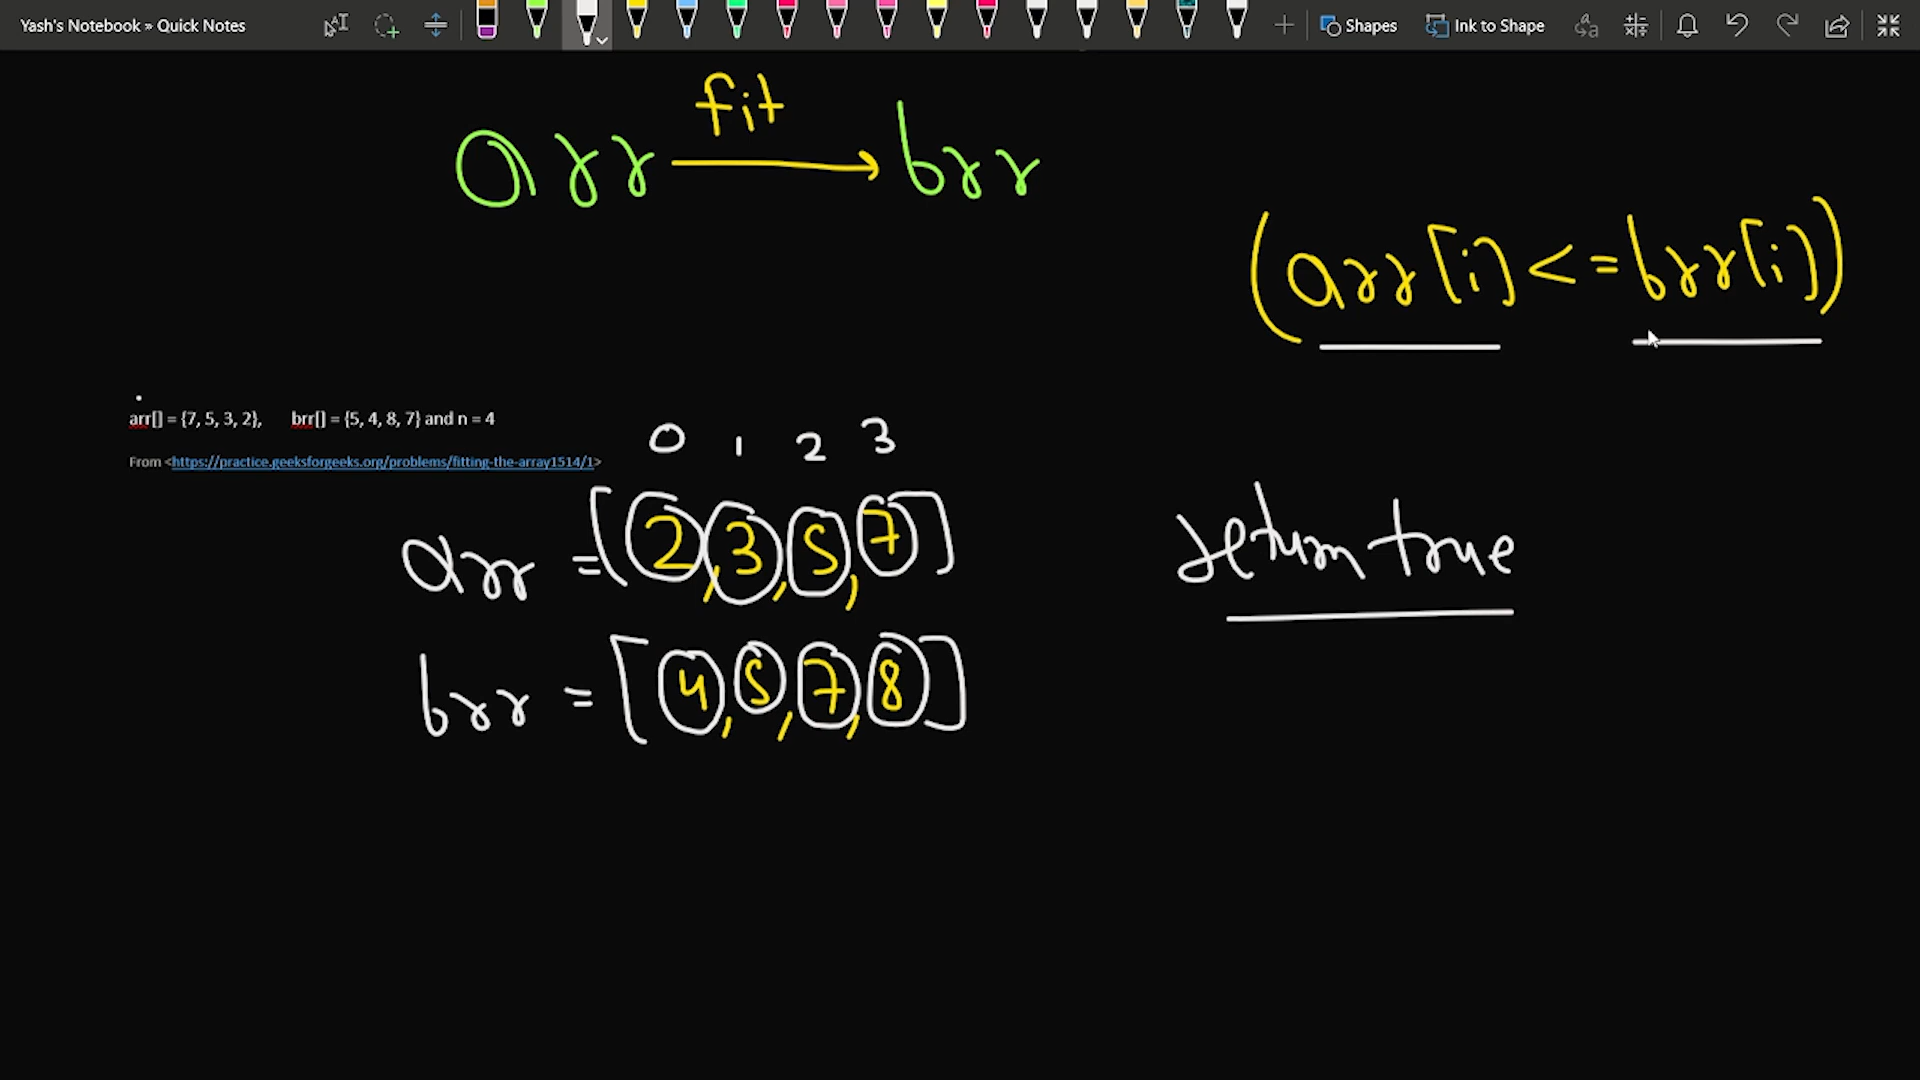 Yash's Notebook » Quick Notes
Shapes
Ink to Shape
fit
arr → brr
(arr[i] <= brr[i])
arr[] = {7, 5, 3, 2}, brr[] = {5, 4, 8, 7} and n = 4
From <https://practice.geeksforgeeks.org/problems/fitting-the-array1514/1>
0 1 2 3
arr = [2, 3, 5, 7]
return true
brr = [4, 5, 7, 8]